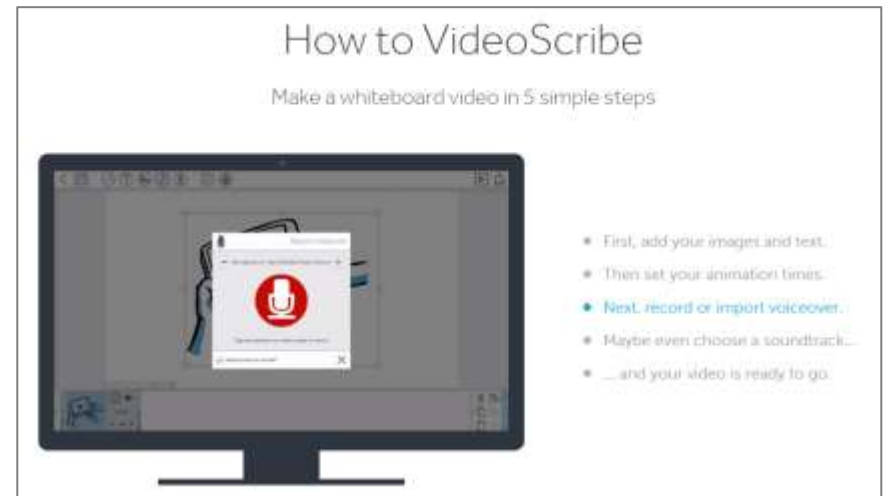 How to VideoScribe
Make a whiteboard video in 5 simple steps
First, add your images and text.
Then set your animation times.
Next, record or import voiceover.
Maybe even choose a soundtrack...
... and your video is ready to go.